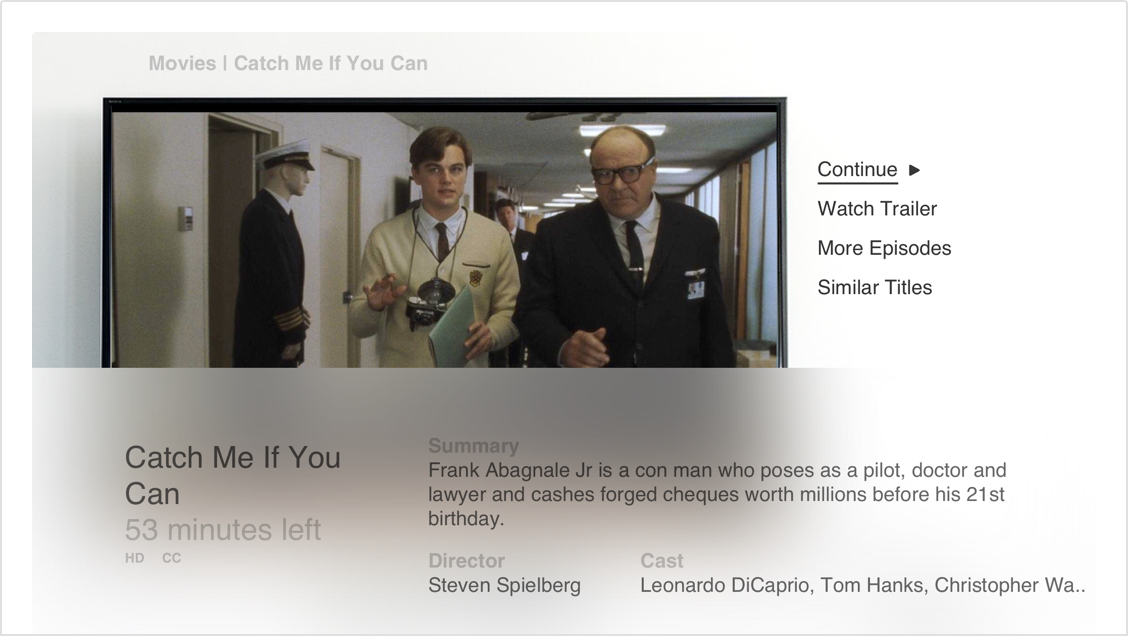 Movies | Catch Me If You Can
Continue ▶
Watch Trailer
More Episodes
Similar Titles
Catch Me If You
Can
53 minutes left
HD CC
Summary
Frank Abagnale Jr is a con man who poses as a pilot, doctor and
lawyer and cashes forged cheques worth millions before his 21st
birthday.
Director
Steven Spielberg
Cast
Leonardo DiCaprio, Tom Hanks, Christopher Wa..